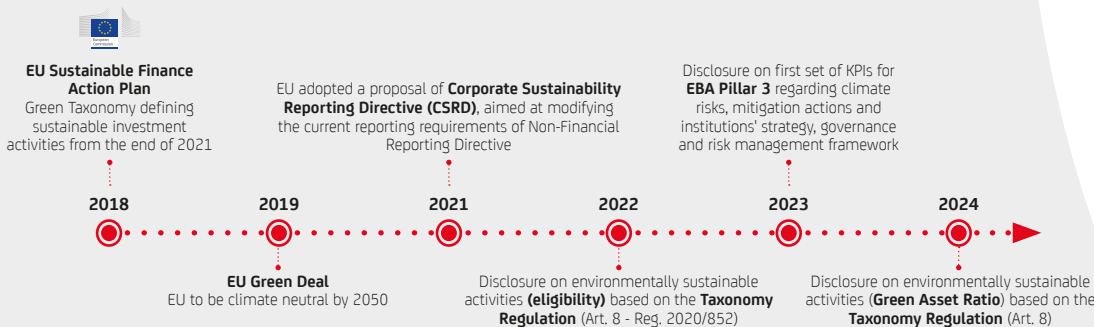 European
Commission
EU Sustainable Finance
Action Plan
Green Taxonomy defining
sustainable investment
activities from the end of 2021
EU adopted a proposal of Corporate Sustainability
Reporting Directive (CSRD), aimed at modifying
the current reporting requirements of Non-Financial
Reporting Directive
Disclosure on first set of KPIs for
EBA Pillar 3 regarding climate
risks, mitigation actions and
institutions' strategy, governance
and risk management framework
2018
2019
2021
2022
2023
2024
EU Green Deal
EU to be climate neutral by 2050
Disclosure on environmentally sustainable
activities (eligibility) based on the Taxonomy
Regulation (Art. 8 - Reg. 2020/852)
Disclosure on environmentally sustainable
activities (Green Asset Ratio) based on the
Taxonomy Regulation (Art. 8)